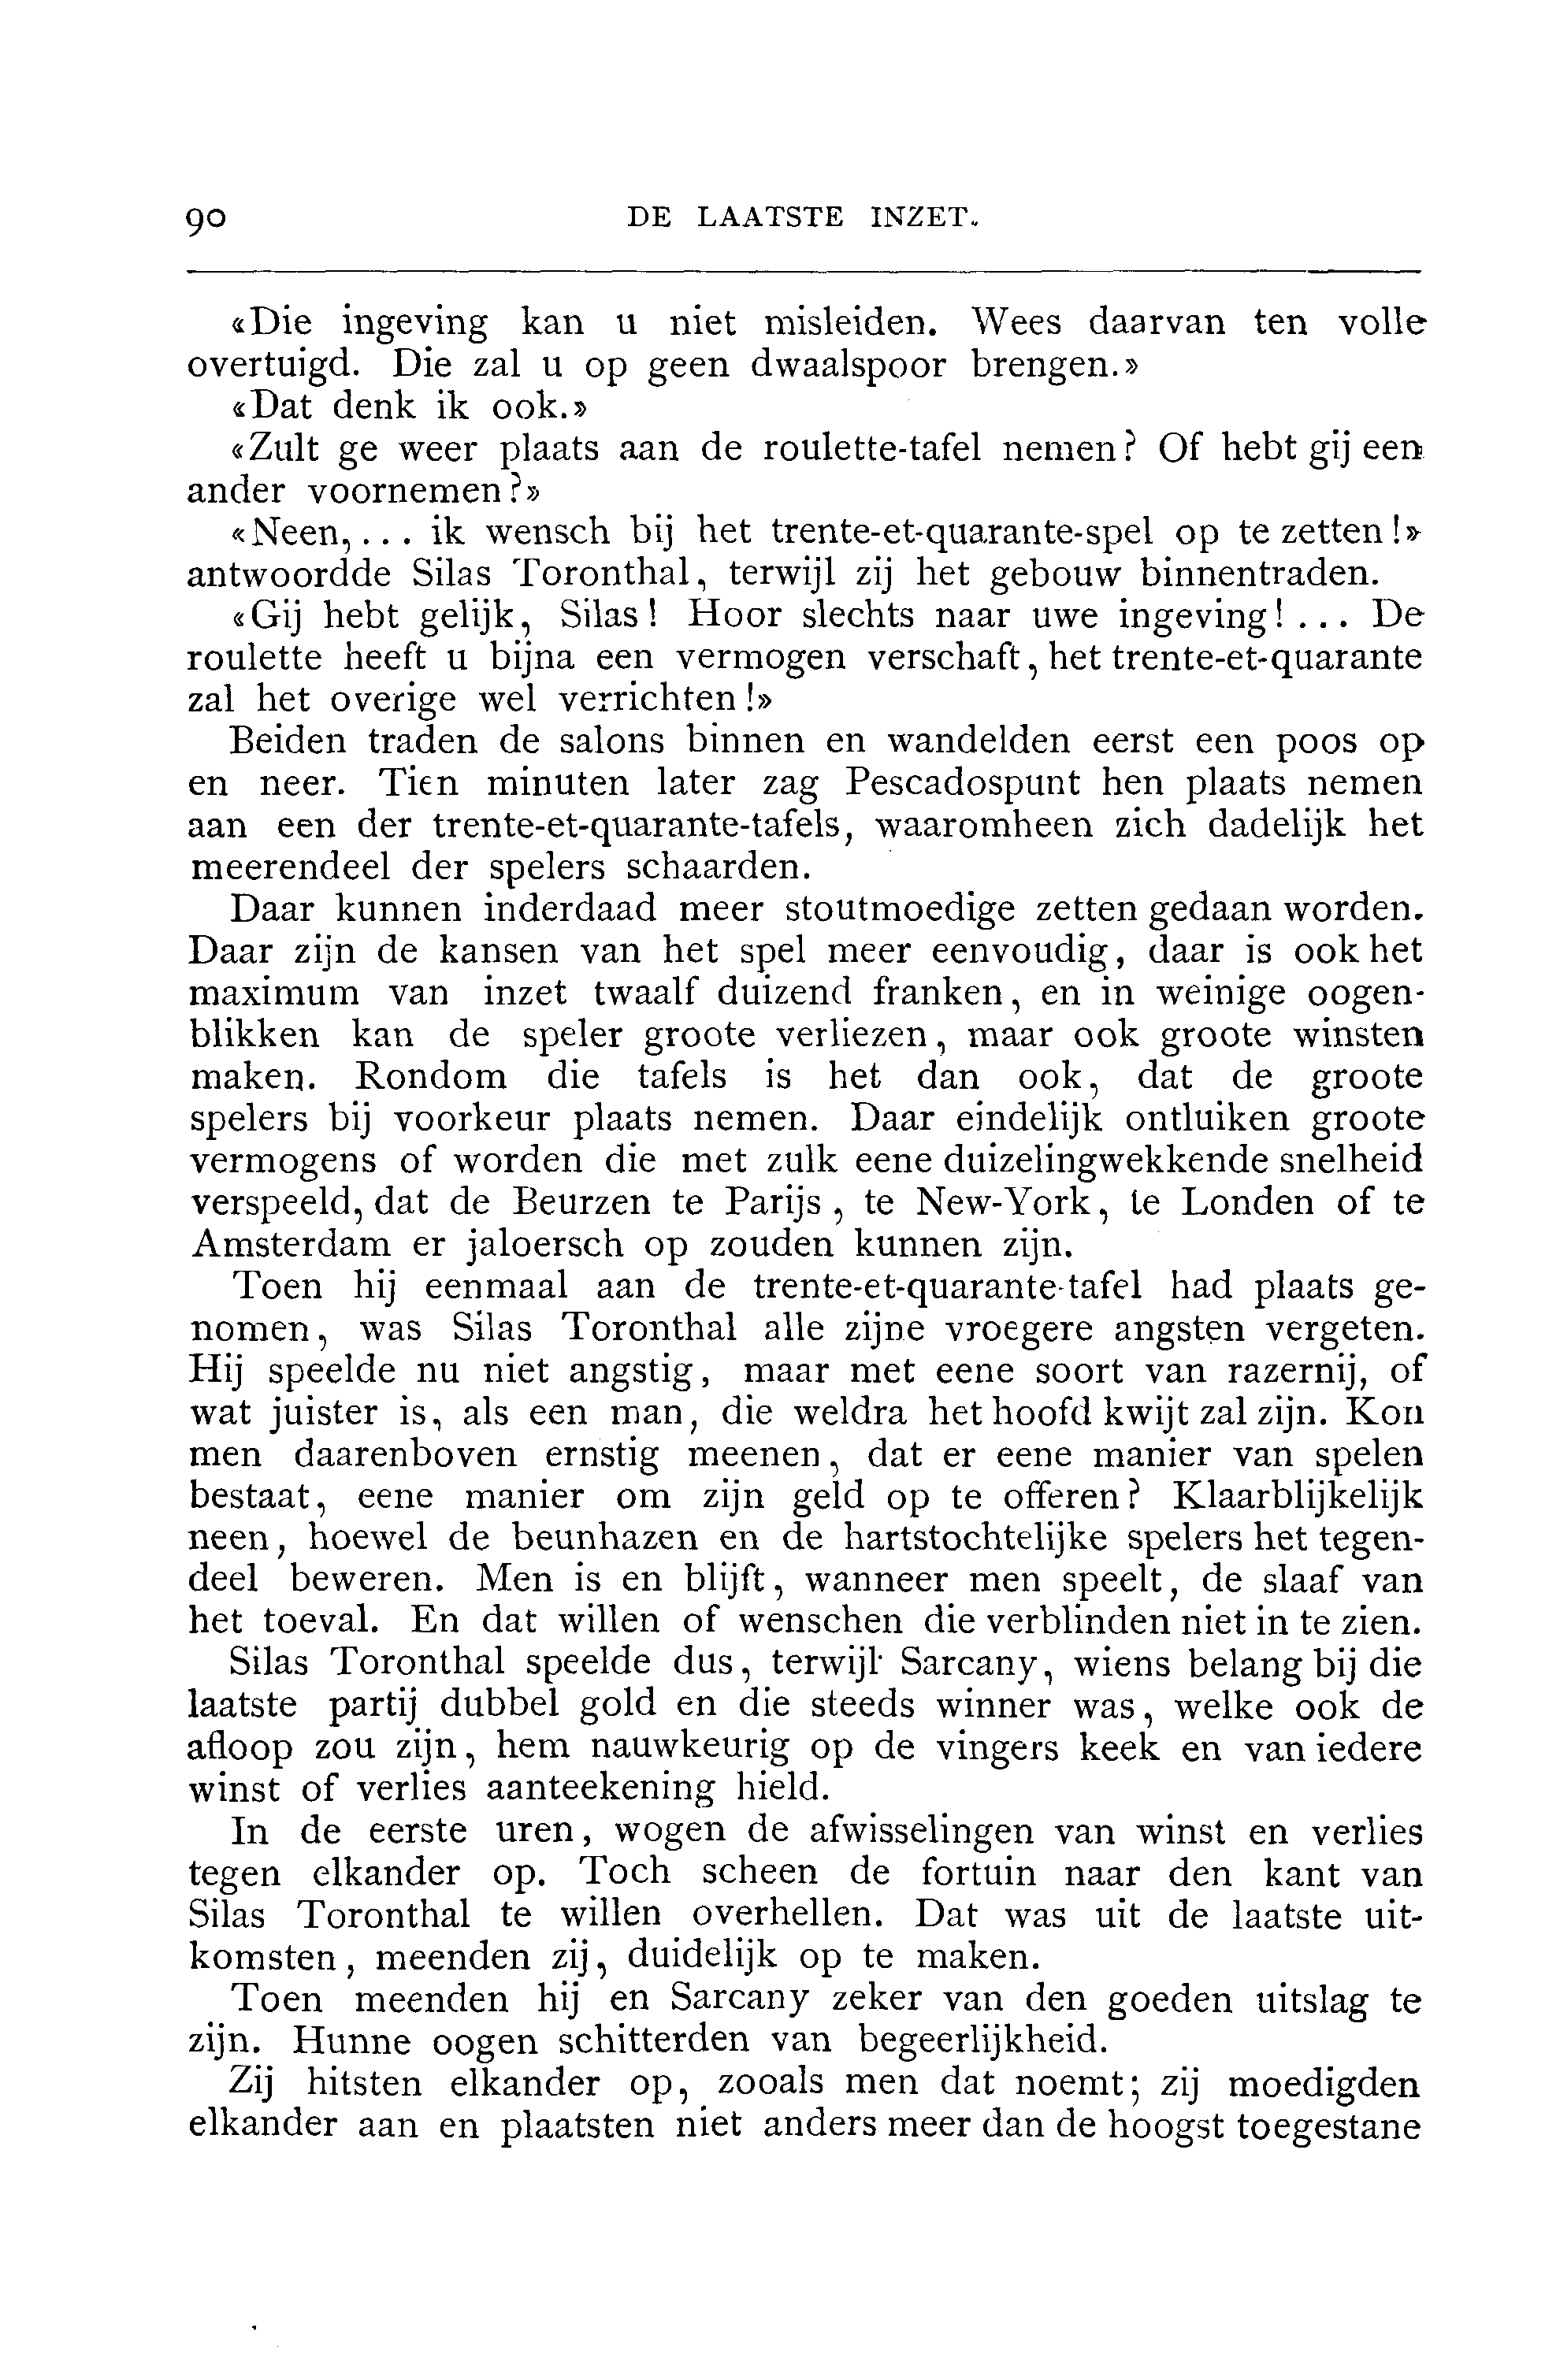 90 DE LAATSTE INZET.
«Die ingeving kan u niet misleiden. Wees daarvan ten volle
overtuigd. Die zal u op geen dwaalspoor brengen.»
«Dat denk ik ook.»
«Zult ge weer plaats aan de roulette-tafel nemen? Of hebt gij een
ander voornemen?»
«Neen,... ik wensch bij het trente-et-quarante-spel op te zetten!»
antwoordde Silas Toronthal, terwijl zij het gebouw binnentraden.
«Gij hebt gelijk, Silas! Hoor slechts naar uwe ingeving!... De
roulette heeft u bijna een vermogen verschaft, het trente-et-quarante
zal het overige wel verrichten!»
Beiden traden de salons binnen en wandelden eerst een poos op
en neer. Tien minuten later zag Pescadospunt hen plaats nemen
aan een der trente-et-quarante-tafels, waaromheen zich dadelijk het
meerendeel der spelers schaarden.
Daar kunnen inderdaad meer stoutmoedige zetten gedaan worden.
Daar zijn de kansen van het spel meer eenvoudig, daar is ook het
maximum van inzet twaalf duizend franken, en in weinige oogen-
blikken kan de speler groote verliezen, maar ook groote winsten
maken. Rondom die tafels is het dan ook, dat de groote
spelers bij voorkeur plaats nemen. Daar eindelijk ontluiken groote
vermogens of worden die met zulk eene duizelingwekkende snelheid
verspeeld, dat de Beurzen te Parijs, te New-York, te Londen of te
Amsterdam er jaloersch op zouden kunnen zijn.
Toen hij eenmaal aan de trente-et-quarante-tafel had plaats ge-
nomen, was Silas Toronthal alle zijne vroegere angsten vergeten.
Hij speelde nu niet angstig, maar met eene soort van razernij, of
wat juister is, als een man, die weldra het hoofd kwijt zal zijn. Kon
men daarenboven ernstig meenen, dat er eene manier van spelen
bestaat, eene manier om zijn geld op te offeren? Klaarblijkelijk
neen, hoewel de beunhazen en de hartstochtelijke spelers het tegen-
deel beweren. Men is en blijft, wanneer men speelt, de slaaf van
het toeval. En dat willen of wenschen die verblinden niet in te zien.
Silas Toronthal speelde dus, terwijl Sarcany, wiens belang bij die
laatste partij dubbel gold en die steeds winner was, welke ook de
afloop zou zijn, hem nauwkeurig op de vingers keek en van iedere
winst of verlies aanteekening hield.
In de eerste uren, wogen de afwisselingen van winst en verlies
tegen elkander op. Toch scheen de fortuin naar den kant van
Silas Toronthal te willen overhellen. Dat was uit de laatste uit-
komsten, meenden zij, duidelijk op te maken.
Toen meenden hij en Sarcany zeker van den goeden uitslag te
zijn. Hunne oogen schitterden van begeerlijkheid.
Zij hitsten elkander op, zooals men dat noemt; zij moedigden
elkander aan en plaatsten niet anders meer dan de hoogst toegestane